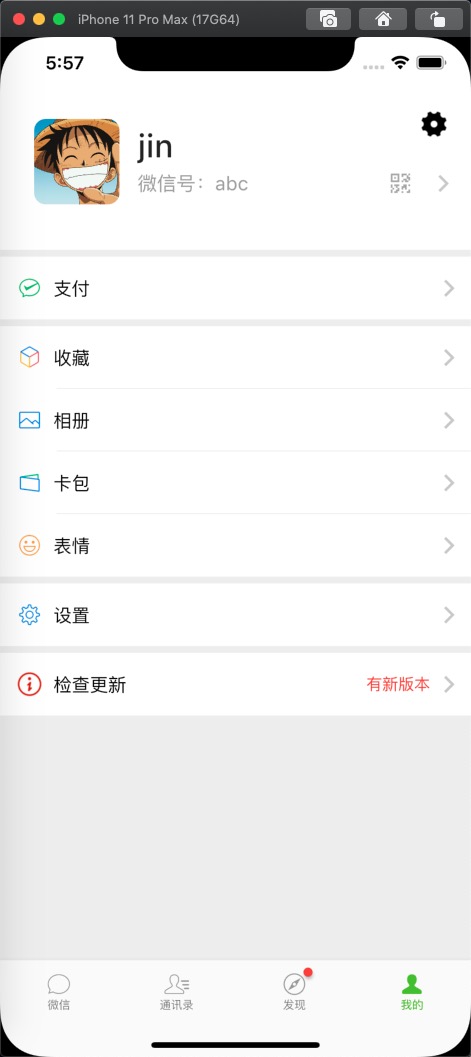 iPhone 11 Pro Max (17G64)
5:57
jin
微信号：abc
支付
收藏
相册
卡包
表情
设置
检查更新 有新版本
微信 通讯录 发现 我的